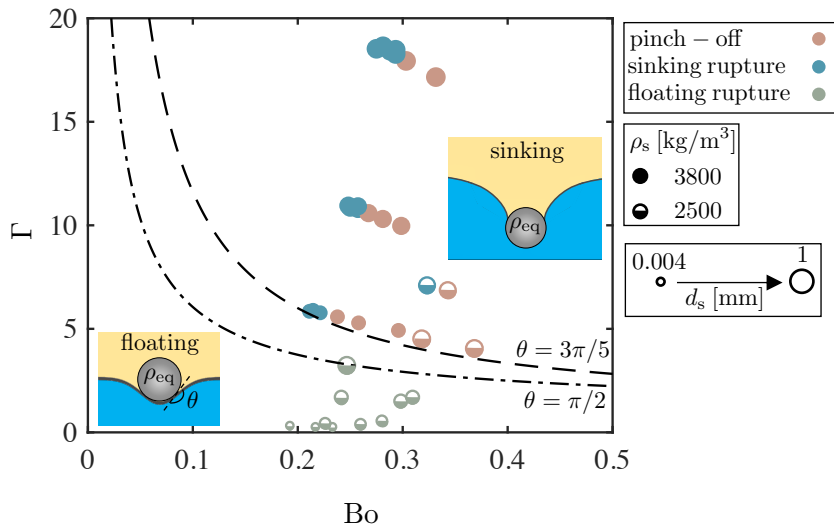 20
15
10
5
0
Γ
0
0.1
0.2
0.3
0.4
0.5
Bo
sinking
ρeq
floating
ρeq
θ
θ = 3π/5
θ = π/2
pinch − off
sinking rupture
floating rupture
ρs [kg/m³]
3800
2500
0.004
1
ds [mm]